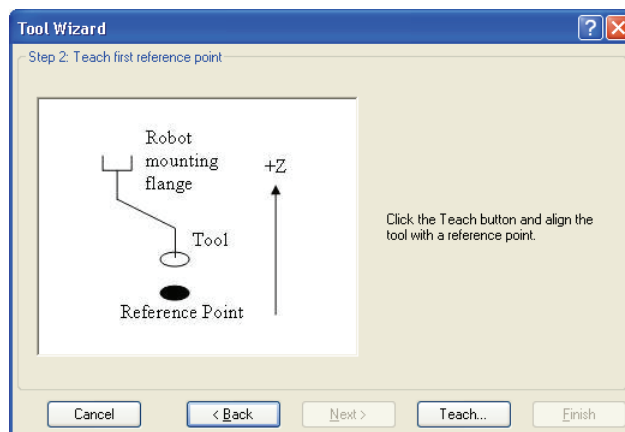 Tool Wizard
Step 2: Teach first reference point
Robot
mounting
flange
+Z
Tool
Reference Point
Click the Teach button and align the
tool with a reference point.
Cancel
< Back
Next >
Teach...
Finish